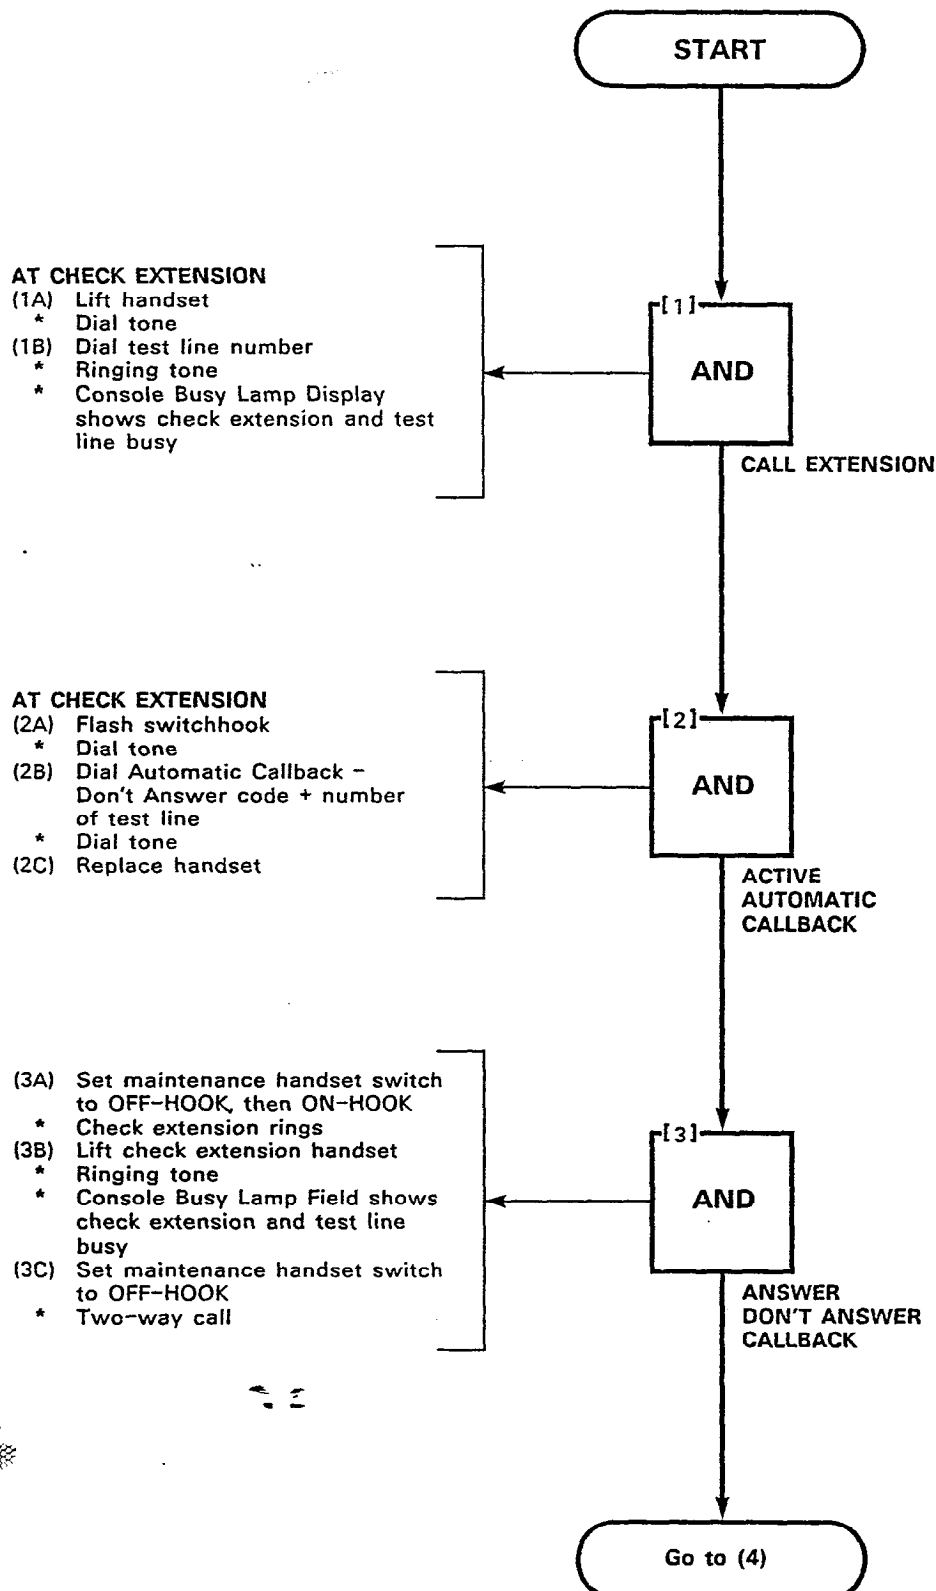 START
AT CHECK EXTENSION
(1A) Lift handset
* Dial tone
(1B) Dial test line number
* Ringing tone
* Console Busy Lamp Display
shows check extension and test
line busy
[1]
AND
CALL EXTENSION
AT CHECK EXTENSION
(2A) Flash switchhook
* Dial tone
(2B) Dial Automatic Callback –
Don't Answer code + number
of test line
* Dial tone
(2C) Replace handset
[2]
AND
ACTIVE
AUTOMATIC
CALLBACK
(3A) Set maintenance handset switch
to OFF-HOOK, then ON-HOOK
* Check extension rings
(3B) Lift check extension handset
* Ringing tone
* Console Busy Lamp Field shows
check extension and test line
busy
(3C) Set maintenance handset switch
to OFF-HOOK
* Two-way call
[3]
AND
ANSWER
DON'T ANSWER
CALLBACK
Go to (4)